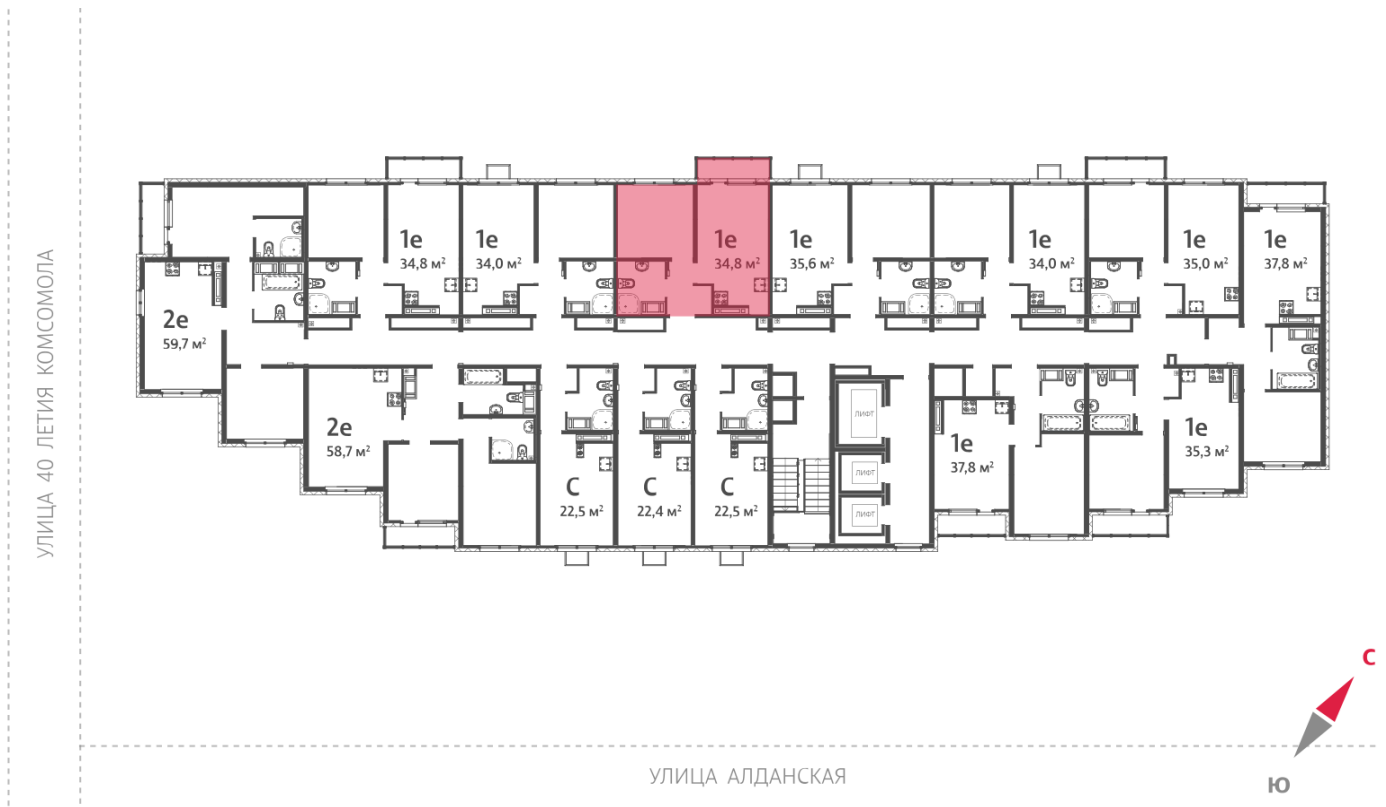 УЛИЦА 40 ЛЕТИЯ КОМСОМОЛА
1е
34,8 м²
1е
34,0 м²
1е
34,8 м²
1е
35,6 м²
1е
34,0 м²
1е
35,0 м²
1е
37,8 м²
2е
59,7 м²
2е
58,7 м²
С
22,5 м²
С
22,4 м²
С
22,5 м²
ЛИФТ
ЛИФТ
ЛИФТ
1е
37,8 м²
1е
35,3 м²
С
Ю
УЛИЦА АЛДАНСКАЯ